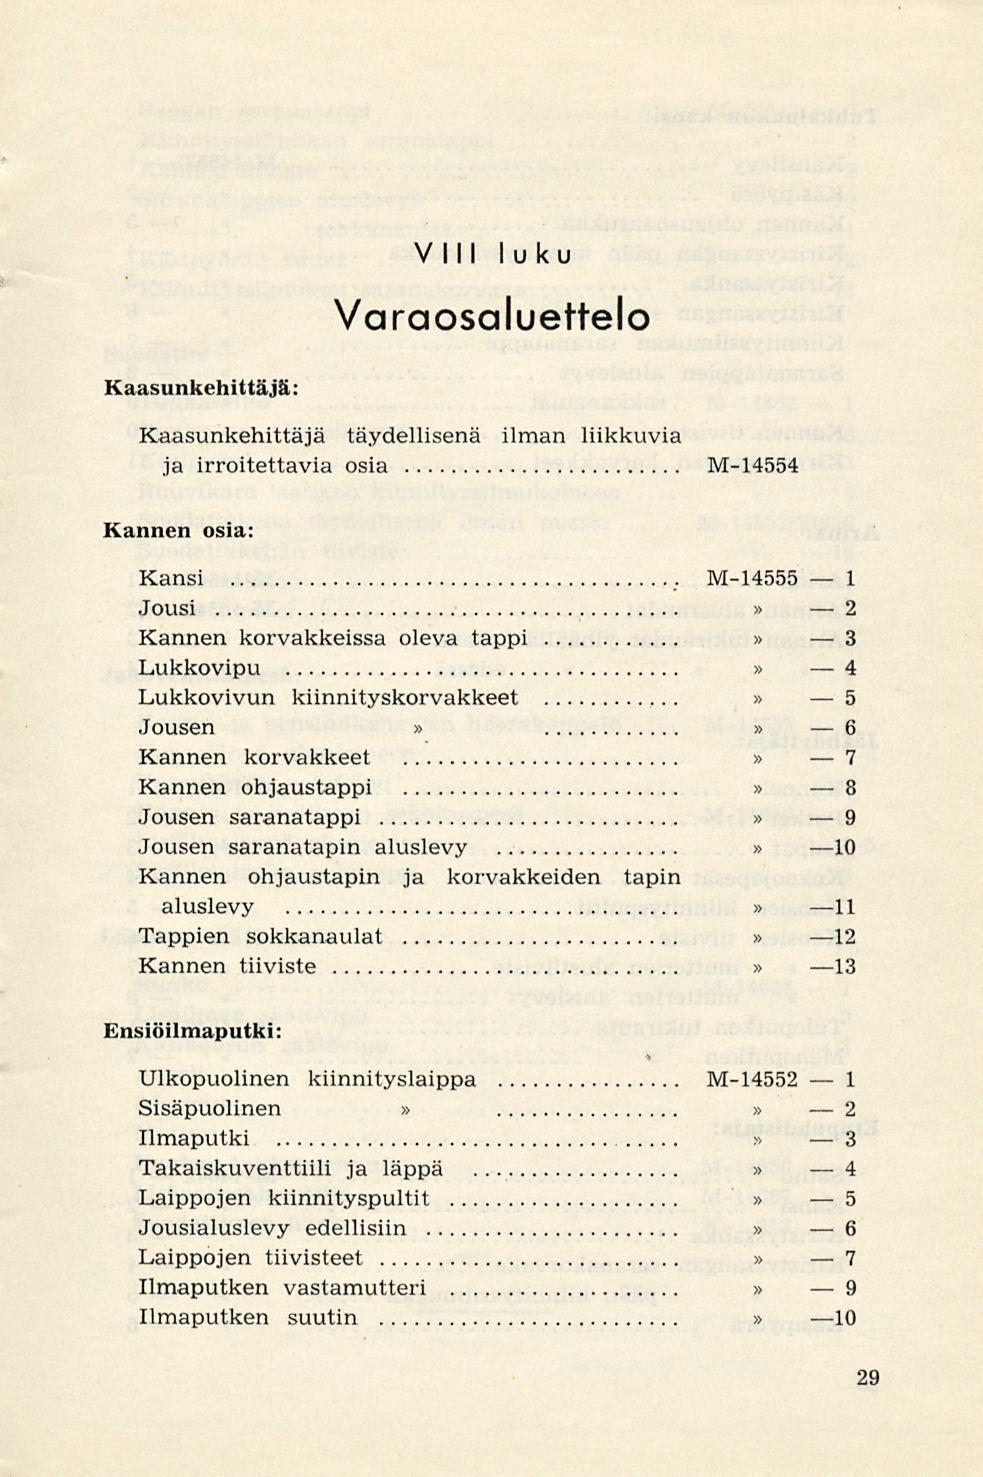 VIII luku
Varaosaluettelo
Kaasunkehittäjä:
Kaasunkehittäjä täydellisenä ilman liikkuvia
ja irroitettavia osia ........................ M-14554
Kannen osia:
Kansi ....................................... M-14555 — 1
Jousi ........................................ » — 2
Kannen korvakkeissa oleva tappi ............ » — 3
Lukkovipu .................................. » — 4
Lukkovivun kiinnityskorvakkeet ............ » — 5
Jousen » ............ » — 6
Kannen korvakkeet ........................ » — 7
Kannen ohjaustappi ........................ » — 8
Jousen saranatappi .......................... » — 9
Jousen saranatapin aluslevy ................ » —10
Kannen ohjaustapin ja korvakkeiden tapin
aluslevy .................................. » —11
Tappien sokkanaulat ........................ » —12
Kannen tiiviste .............................. » —13
Ensiöilmaputki:
Ulkopuolinen kiinnityslaippa ................ M-14552 — 1
Sisäpuolinen » ................ » — 2
Ilmaputki ................................... » — 3
Takaiskuventtiili ja läppä .................. » — 4
Laippojen kiinnityspultit .................... » — 5
Jousialuslevy edellisiin ...................... » — 6
Laippojen tiivisteet .......................... » — 7
Ilmaputken vastamutteri .................... » — 9
Ilmaputken suutin .......................... » —10
29